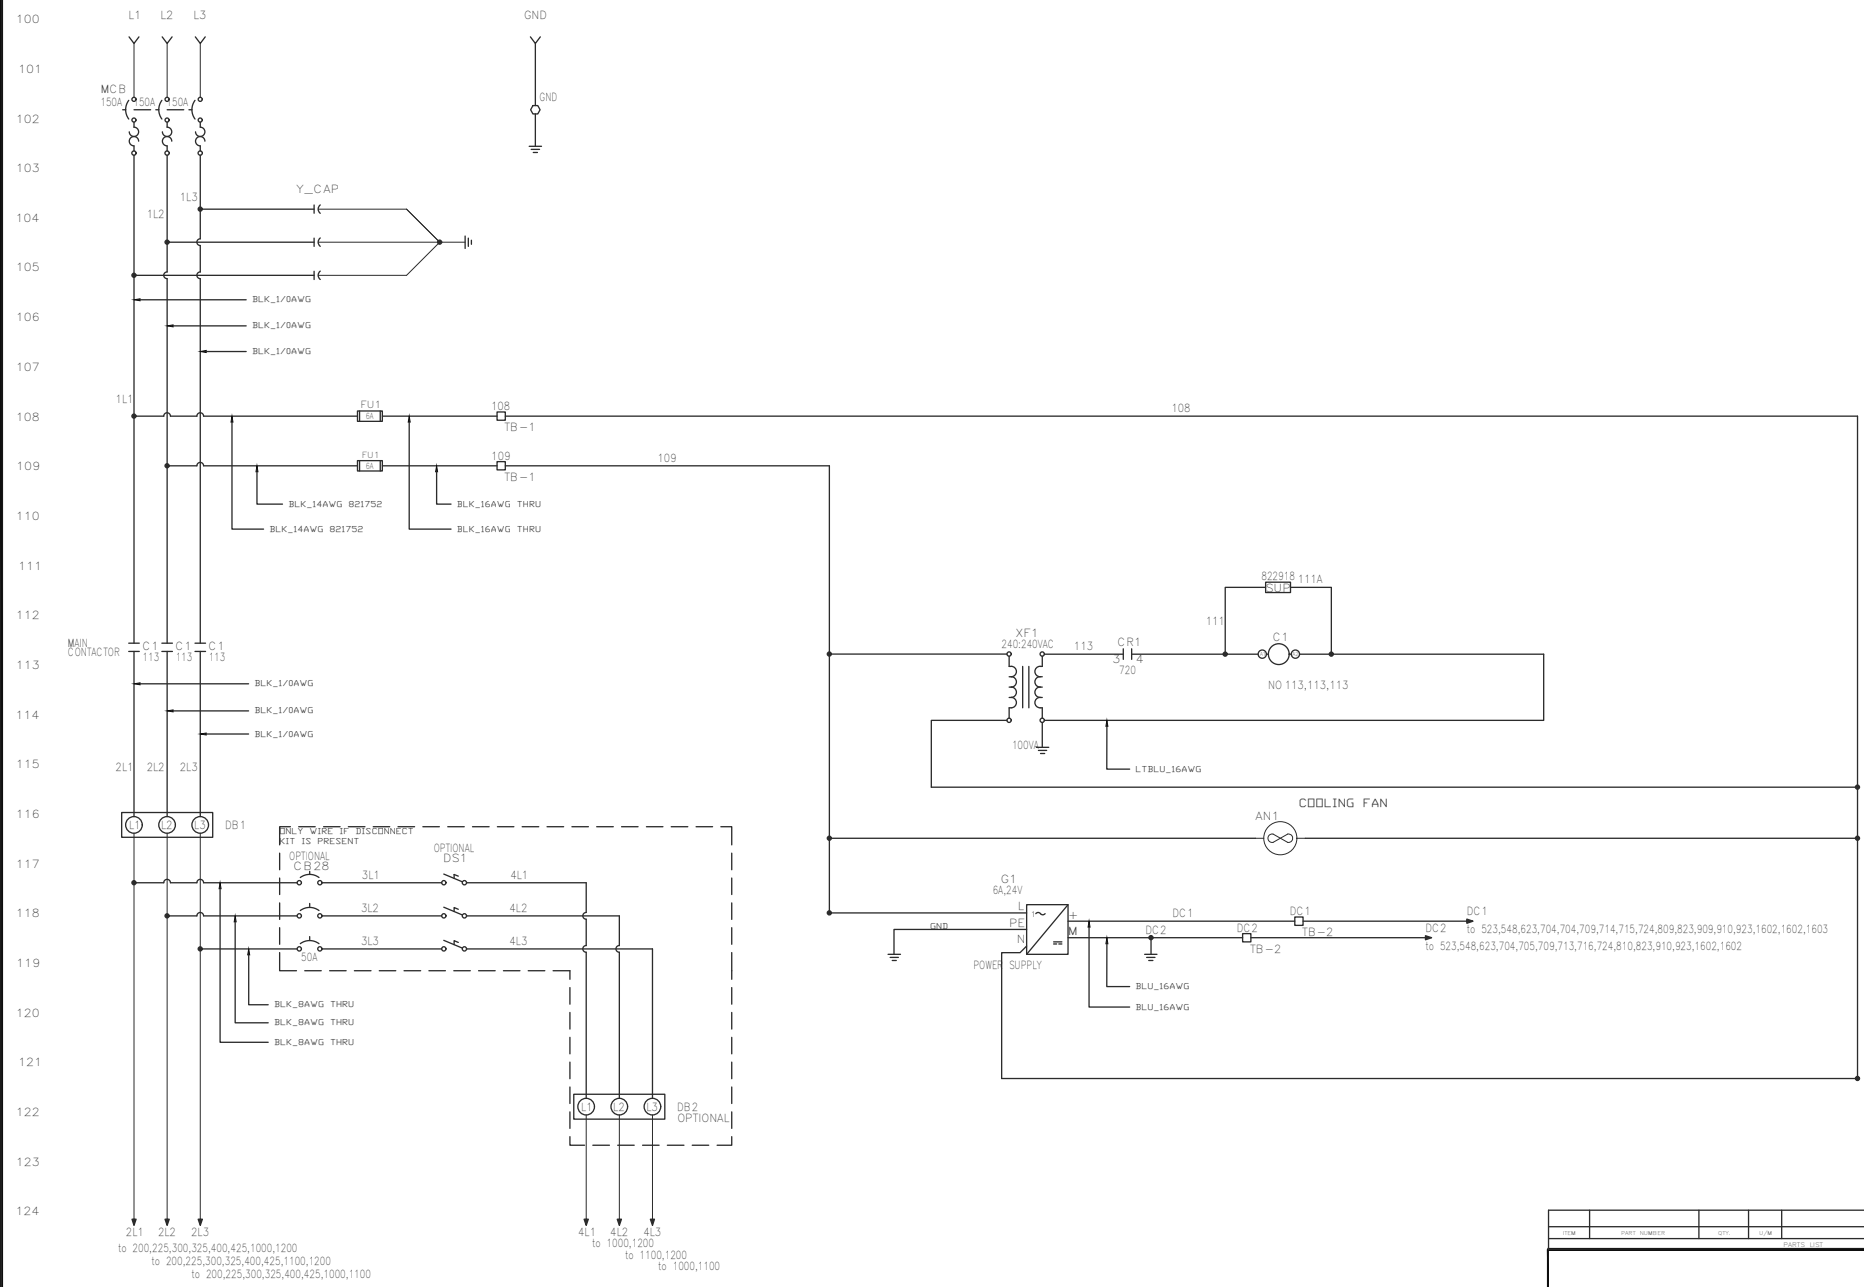 100 L1 L2 L3 GND
101
MCB
150A 150A 150A
GND
102
103
Y_CAP
1L3
1L2
104
105
BLK_1/0AWG
106
BLK_1/0AWG
BLK_1/0AWG
107
1L1
FU1
108
6A
108
108
TB-1
FU1
109
6A
109
109
TB-1
BLK_14AWG 821752
BLK_16AWG THRU
110
BLK_14AWG 821752
BLK_16AWG THRU
111
822918 111A
SUP
112
111
MAIN
CONTACTOR
C1 C1 C1
113 113 113
XF1
240:240VAC
113
CR1
3 4
720
C1
113
BLK_1/0AWG
NO 113,113,113
114
BLK_1/0AWG
BLK_1/0AWG
100VA
115
2L1 2L2 2L3
LTBLU_16AWG
COOLING FAN
116
L1 L2 L3 DB1
AN1
ONLY WIRE IF DISCONNECT
KIT IS PRESENT
117
OPTIONAL
CB28
OPTIONAL
DS1
3L1
4L1
G1
6A,24V
118
3L2
4L2
L
1~
+
DC1
DC1
DC1
TB-2
to 523,548,623,704,704,709,714,715,724,809,823,909,910,923,1602,1602,1603
GND
PE
M
DC2
DC2
DC2
TB-2
to 523,548,623,704,705,709,713,716,724,810,823,910,923,1602,1602
3L3
4L3
N
50A
119
POWER SUPPLY
BLU_16AWG
BLK_8AWG THRU
BLU_16AWG
120
BLK_8AWG THRU
BLK_8AWG THRU
121
122
L1 L2 L3 DB2
OPTIONAL
123
124
2L1 2L2 2L3
4L1 4L2 4L3
to 200,225,300,325,400,425,1000,1200
to 200,225,300,325,400,425,1100,1200
to 200,225,300,325,400,425,1000,1100
to 1000,1200
to 1100,1200
to 1000,1100
ITEM PART NUMBER QTY. U/M
PARTS LIST